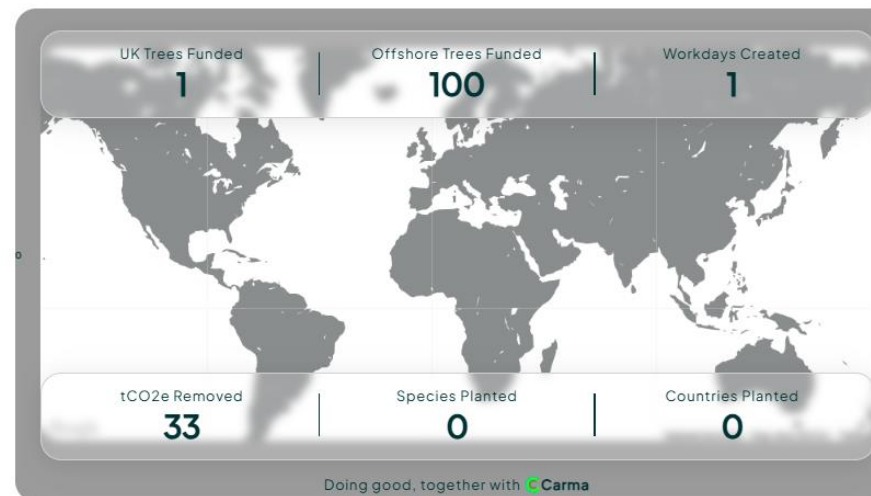 UK Trees Funded Offshore Trees Funded Workdays Created
1 100 1
tCO2e Removed Species Planted Countries Planted
33 0 0
Doing good, together with Carma